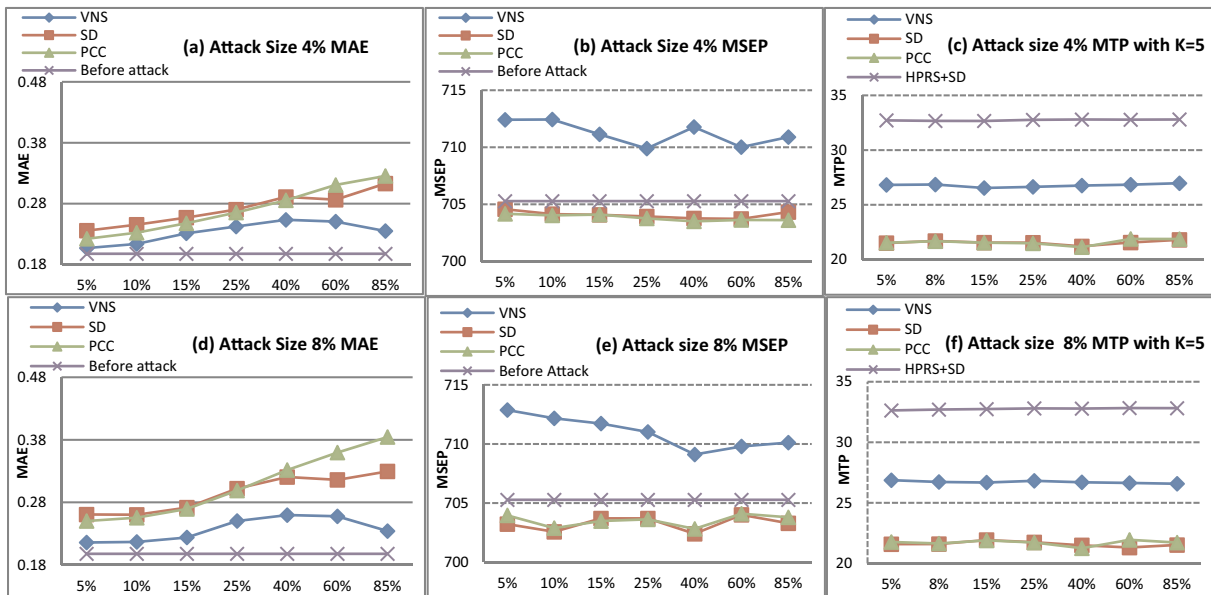 VNS
SD
PCC
Before attack
(a) Attack Size 4% MAE
MAE
0.48
0.38
0.28
0.18
5% 10% 15% 25% 40% 60% 85%
VNS
SD
PCC
Before Attack
(b) Attack Size 4% MSEP
MSEP
715
710
705
700
5% 10% 15% 25% 40% 60% 85%
VNS
SD
PCC
HPRS+SD
(c) Attack size 4% MTP with K=5
MTP
35
30
25
20
5% 8% 15% 25% 40% 60% 85%
VNS
SD
PCC
Before attack
(d) Attack Size 8% MAE
MAE
0.48
0.38
0.28
0.18
5% 10% 15% 25% 40% 60% 85%
VNS
SD
PCC
Before Attack
(e) Attack size 8% MSEP
MSEP
715
710
705
700
5% 10% 15% 25% 40% 60% 85%
VNS
SD
PCC
HPRS+SD
(f) Attack size 8% MTP with K=5
MTP
35
30
25
20
5% 8% 15% 25% 40% 60% 85%